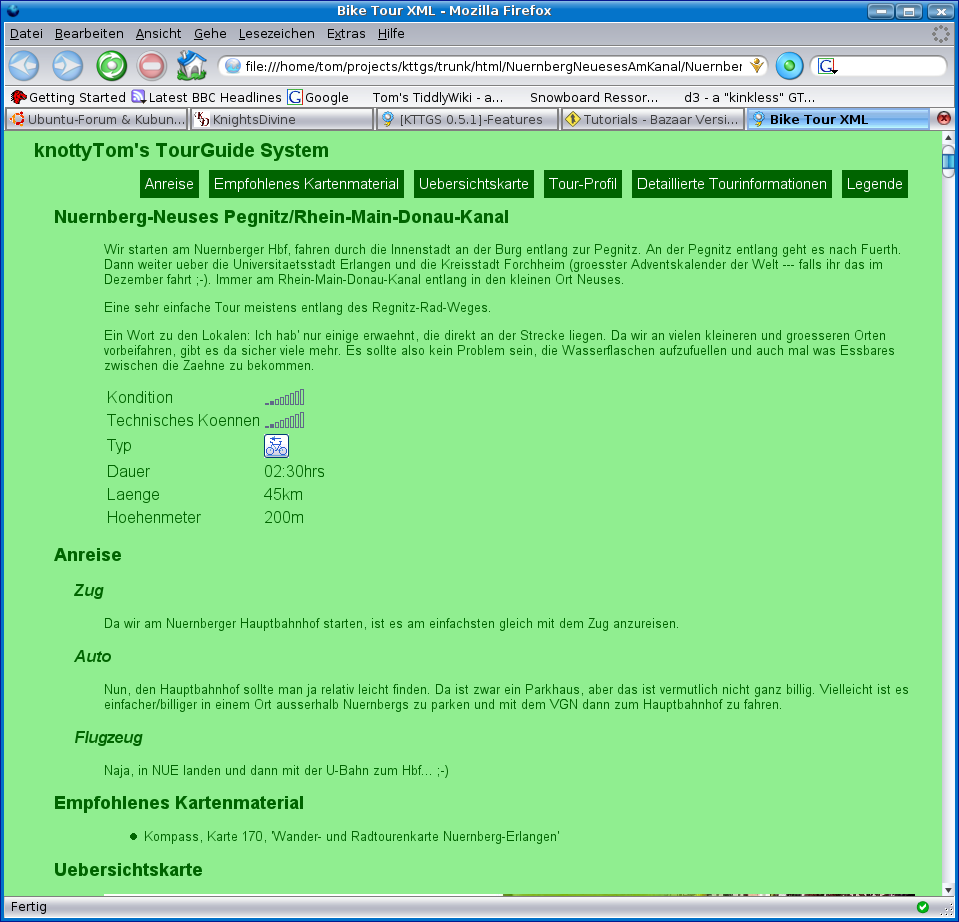 Bike Tour XML - Mozilla Firefox
Datei Bearbeiten Ansicht Gehe Lesezeichen Extras Hilfe
file:///home/tom/projects/kttgs/trunk/html/NuernbergNeuesesAmKanal/Nuernber
Getting Started Latest BBC Headlines Google Tom's TiddlyWiki - a... Snowboard Ressor... d3 - a "kinkless" GT...
Ubuntu-Forum & Kubun... KnightsDivine [KTTGS 0.5.1]-Features Tutorials - Bazaar Versi... Bike Tour XML
knottyTom's TourGuide System
Anreise Empfohlenes Kartenmaterial Uebersichtskarte Tour-Profil Detaillierte Tourinformationen Legende
Nuernberg-Neuses Pegnitz/Rhein-Main-Donau-Kanal
Wir starten am Nuernberger Hbf, fahren durch die Innenstadt an der Burg entlang zur Pegnitz. An der Pegnitz entlang geht es nach Fuerth.
Dann weiter ueber die Universitaetsstadt Erlangen und die Kreisstadt Forchheim (groesster Adventskalender der Welt --- falls ihr das im
Dezember fahrt ;-). Immer am Rhein-Main-Donau-Kanal entlang in den kleinen Ort Neuses.
Eine sehr einfache Tour meistens entlang des Regnitz-Rad-Weges.
Ein Wort zu den Lokalen: Ich hab' nur einige erwaehnt, die direkt an der Strecke liegen. Da wir an vielen kleineren und groesseren Orten
vorbeifahren, gibt es da sicher viele mehr. Es sollte also kein Problem sein, die Wasserflaschen aufzufuellen und auch mal was Essbares
zwischen die Zaehne zu bekommen.
Kondition
Technisches Koennen
Typ
Dauer 02:30hrs
Laenge 45km
Hoehenmeter 200m
Anreise
Zug
Da wir am Nuernberger Hauptbahnhof starten, ist es am einfachsten gleich mit dem Zug anzureisen.
Auto
Nun, den Hauptbahnhof sollte man ja relativ leicht finden. Da ist zwar ein Parkhaus, aber das ist vermutlich nicht ganz billig. Vielleicht ist es
einfacher/billiger in einem Ort ausserhalb Nuernbergs zu parken und mit dem VGN dann zum Hauptbahnhof zu fahren.
Flugzeug
Naja, in NUE landen und dann mit der U-Bahn zum Hbf... ;-)
Empfohlenes Kartenmaterial
Kompass, Karte 170, 'Wander- und Radtourenkarte Nuernberg-Erlangen'
Uebersichtskarte
Fertig